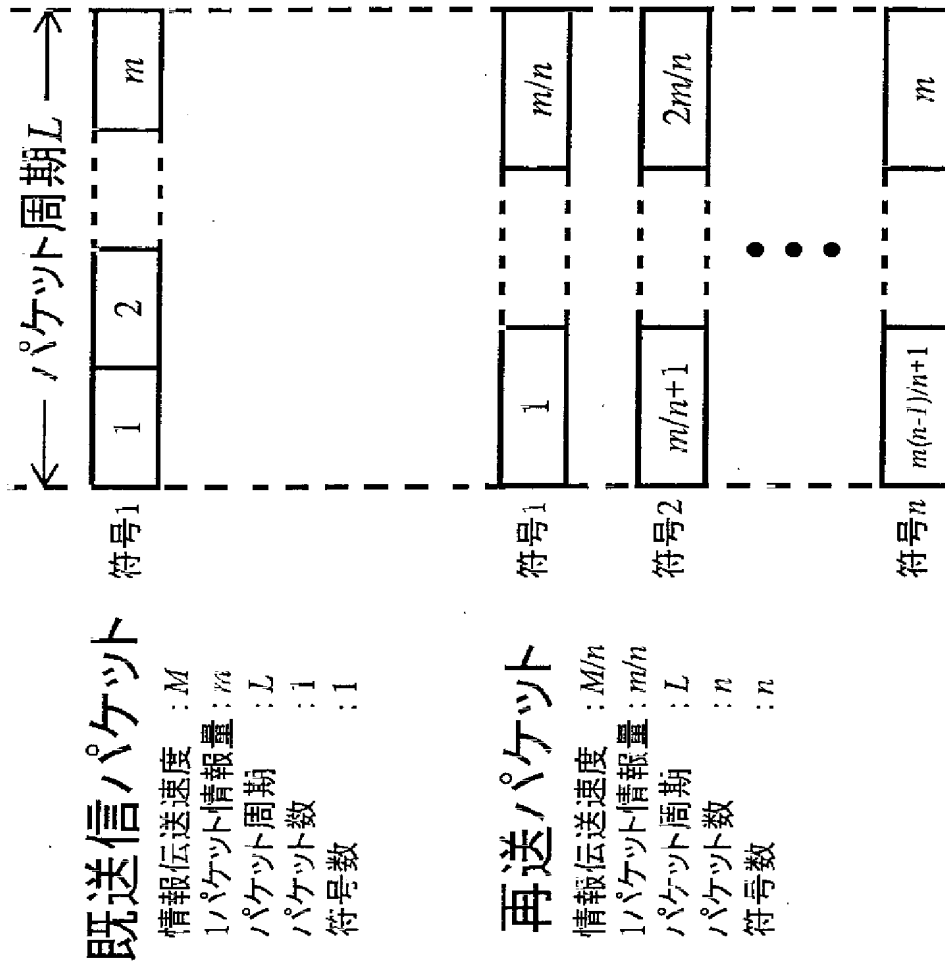 ← パケット周期L →
符号1 1 2 m
既送信パケット
情報伝送速度 : M
1パケット情報量 : m
パケット周期 : L
パケット数 : 1
符号数 : 1
符号1 1 m/n
符号2 m/n+1 2m/n
•••
符号n m(n-1)/n+1 m
再送パケット
情報伝送速度 : M/n
1パケット情報量 : m/n
パケット周期 : L
パケット数 : n
符号数 : n